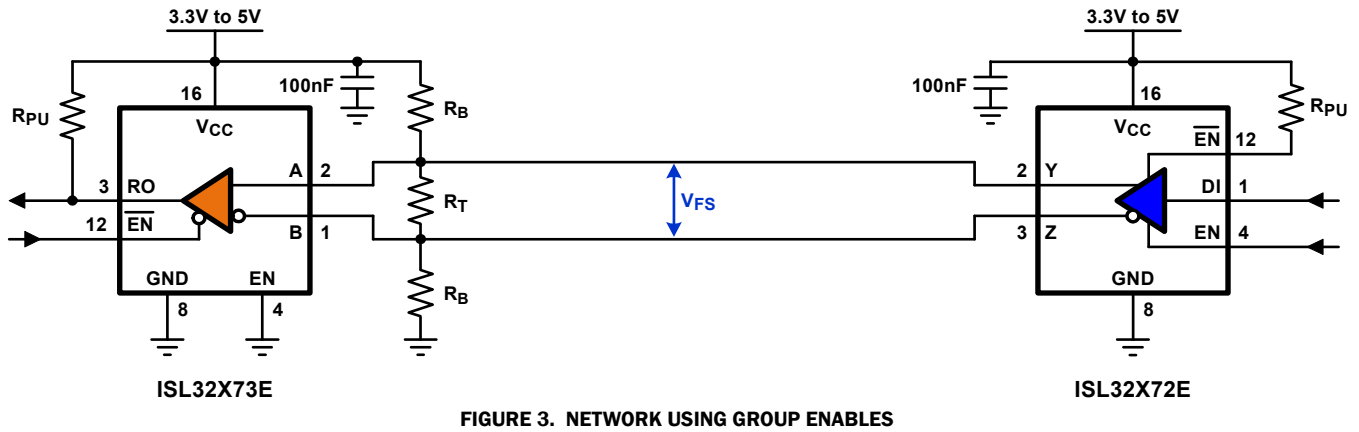 3.3V to 5V
100nF
16
RPU
RB
VCC
A 2
3 RO
RT
12 EN
B 1
GND EN
RB
8 4
ISL32X73E
VFS
3.3V to 5V
100nF
16
RPU
VCC
EN 12
2 Y
DI 1
3 Z
EN 4
GND
8
ISL32X72E
FIGURE 3. NETWORK USING GROUP ENABLES